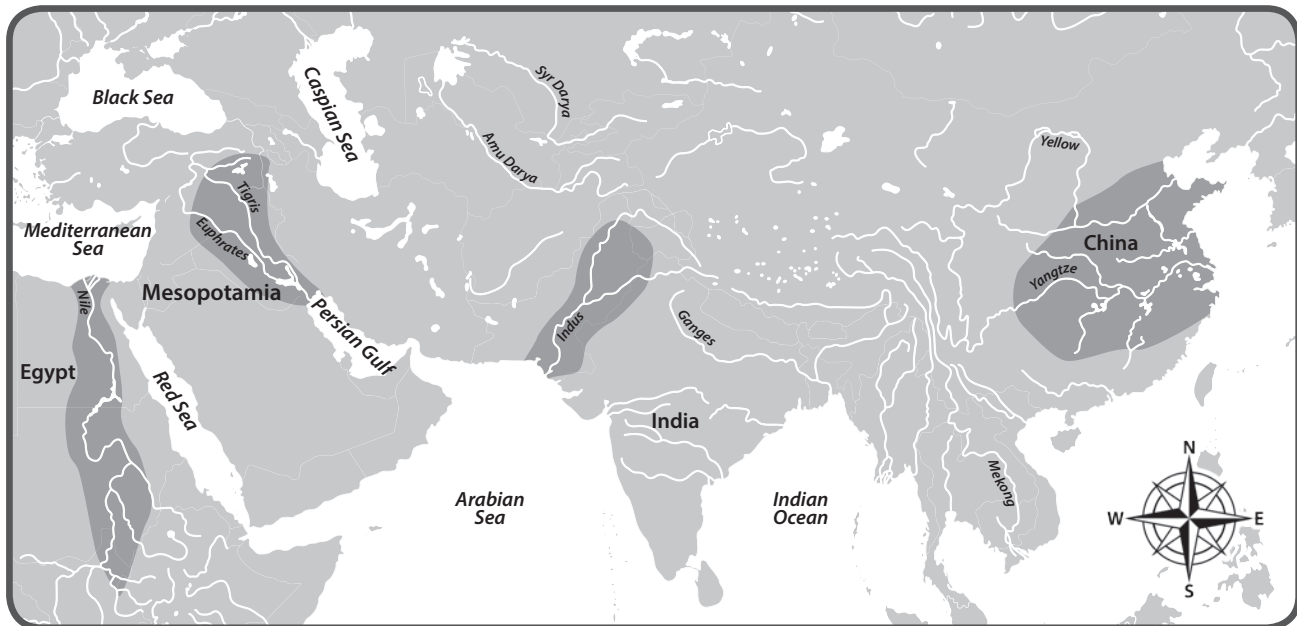 Black Sea
Caspian Sea
Syr Darya
Amu Darya
Yellow
Tigris
Euphrates
Mediterranean
Sea
China
Yangtze
Nile
Mesopotamia
Persian Gulf
Indus
Ganges
Egypt
Red Sea
India
Mekong
Arabian
Sea
Indian
Ocean
N
W
E
S